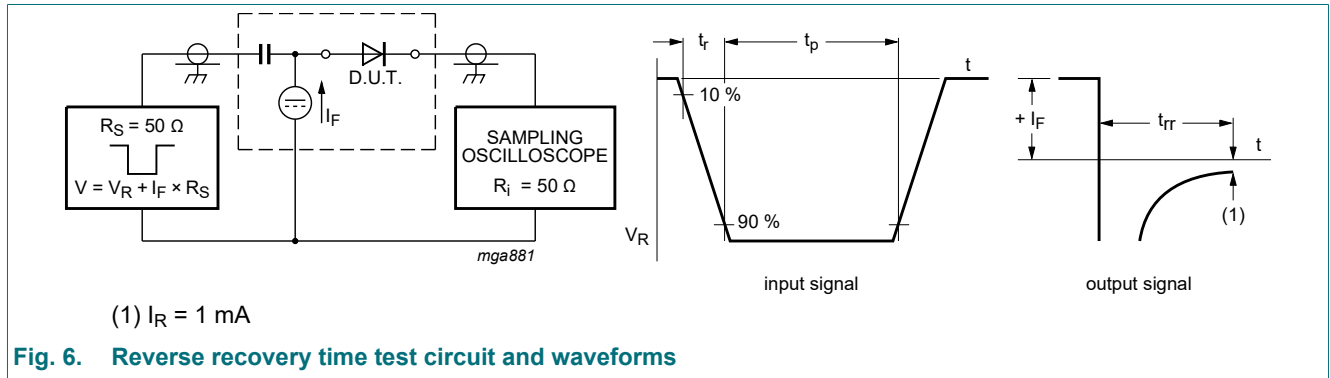 D.U.T.
I_F
R_S = 50 Ω
V = V_R + I_F × R_S
SAMPLING
OSCILLOSCOPE
R_i = 50 Ω
mga881
t_r
t_p
t
10 %
90 %
V_R
input signal
+ I_F
t_rr
t
(1)
output signal
(1) I_R = 1 mA
Fig. 6. Reverse recovery time test circuit and waveforms